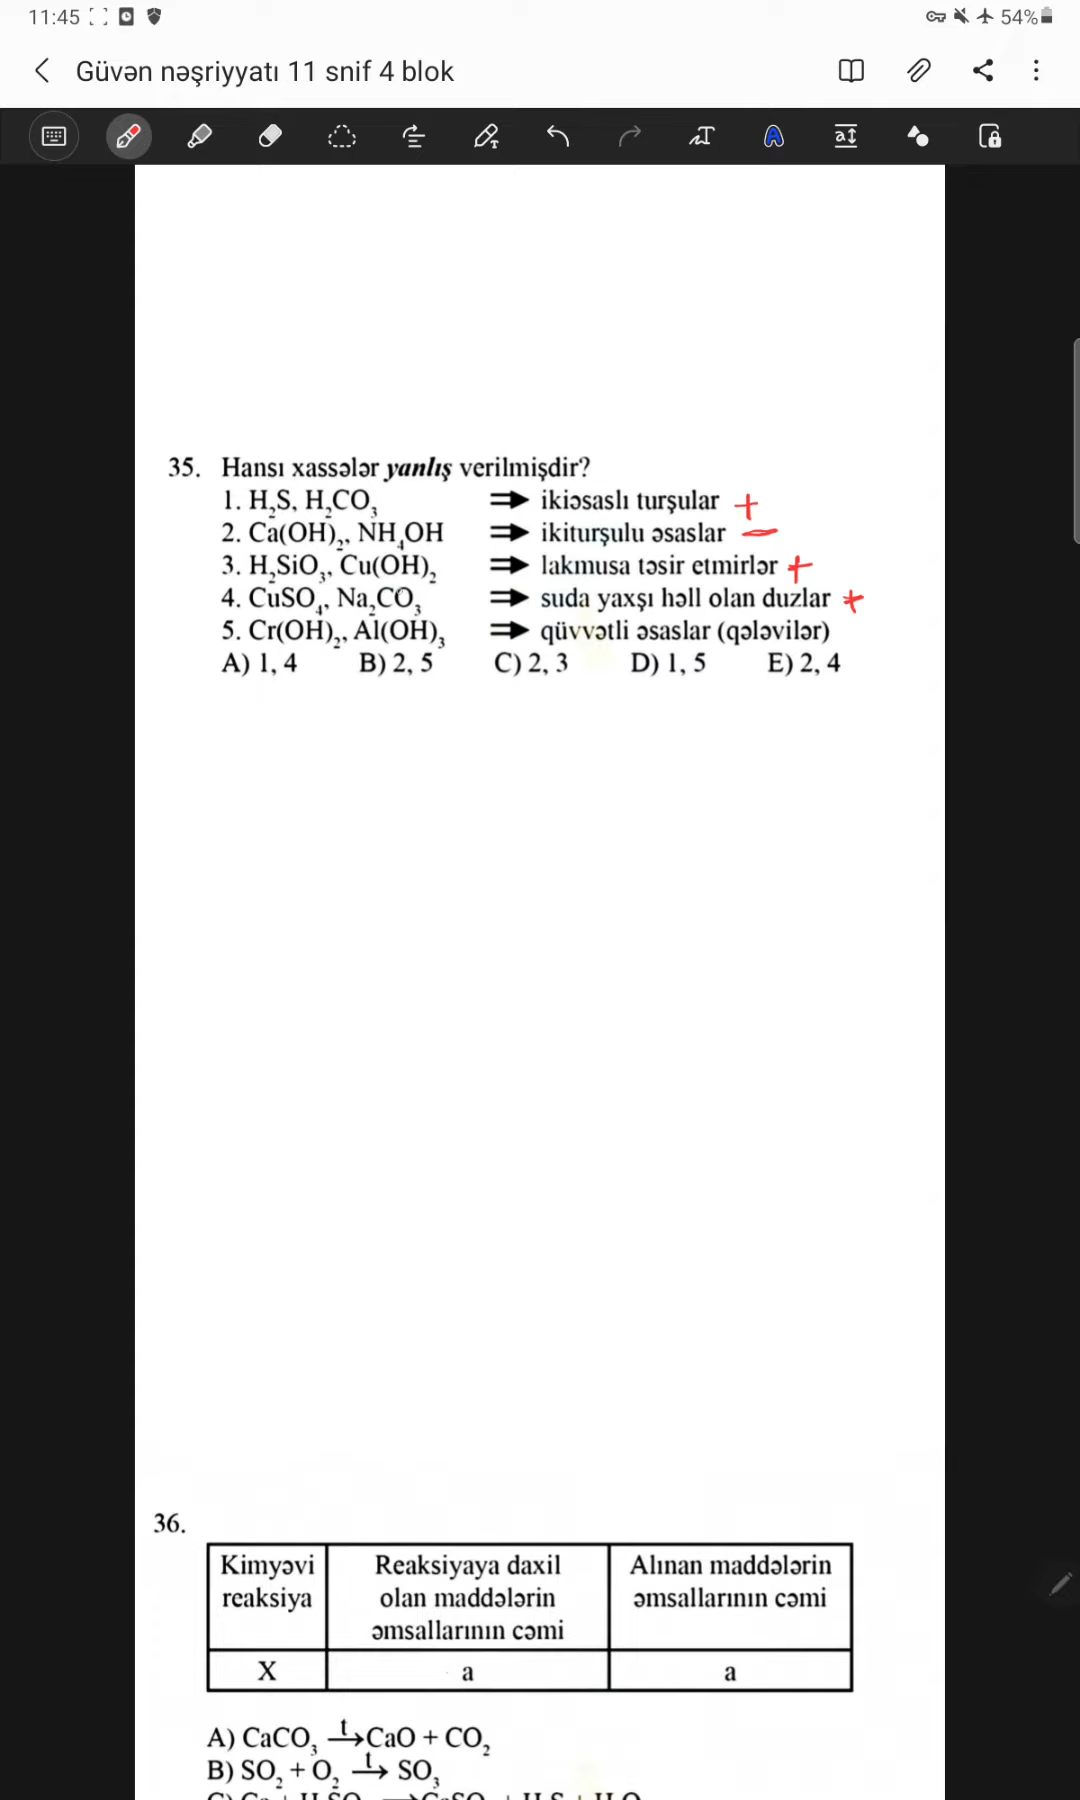 11:45
54%
Güvən nəşriyyatı 11 sinif 4 blok
35. Hansı xassələr yanlış verilmişdir?
1. H₂S, H₂CO₃ ⇒ ikiəsaslı turşular +
2. Ca(OH)₂, NH₄OH ⇒ ikiturşulu əsaslar −
3. H₂SiO₃, Cu(OH)₂ ⇒ lakmusa təsir etmirlər +
4. CuSO₄, Na₂CO₃ ⇒ suda yaxşı həll olan duzlar +
5. Cr(OH)₂, Al(OH)₃ ⇒ qüvvətli əsaslar (qələvilər)
A) 1, 4 B) 2, 5 C) 2, 3 D) 1, 5 E) 2, 4
36.
Kimyəvi reaksiya
Reaksiyaya daxil olan maddələrin əmsallarının cəmi
Alınan maddələrin əmsallarının cəmi
X a a
A) CaCO₃ →t CaO + CO₂
B) SO₂ + O₂ →t SO₃